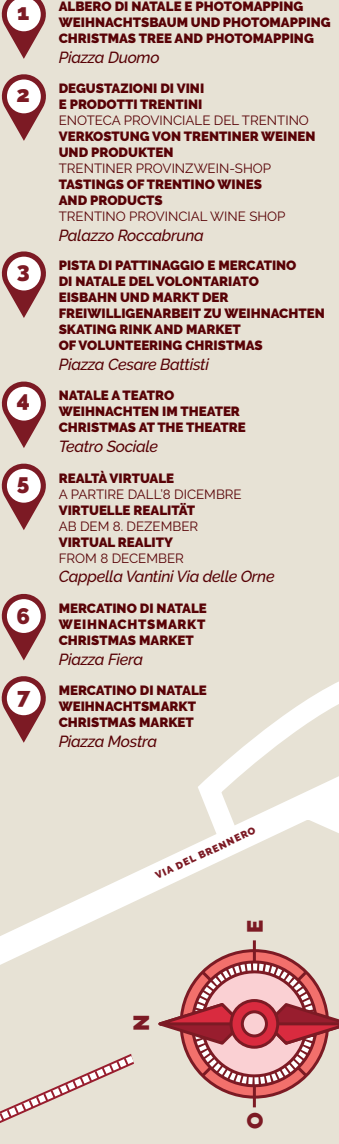 1
ALBERO DI NATALE E PHOTOMAPPING
WEIHNACHTSBAUM UND PHOTOMAPPING
CHRISTMAS TREE AND PHOTOMAPPING
Piazza Duomo
2
DEGUSTAZIONI DI VINI
E PRODOTTI TRENTINI
ENOTECA PROVINCIALE DEL TRENTINO
VERKOSTUNG VON TRENTINER WEINEN
UND PRODUKTEN
TRENTINER PROVINZWEIN-SHOP
TASTINGS OF TRENTINO WINES
AND PRODUCTS
TRENTINO PROVINCIAL WINE SHOP
Palazzo Roccabruna
3
PISTA DI PATTINAGGIO E MERCATINO
DI NATALE DEL VOLONTARIATO
EISBAHN UND MARKT DER
FREIWILLIGENARBEIT ZU WEIHNACHTEN
SKATING RINK AND MARKET
OF VOLUNTEERING CHRISTMAS
Piazza Cesare Battisti
4
NATALE A TEATRO
WEIHNACHTEN IM THEATER
CHRISTMAS AT THE THEATRE
Teatro Sociale
5
REALTÀ VIRTUALE
A PARTIRE DALL'8 DICEMBRE
VIRTUELLE REALITÄT
AB DEM 8. DEZEMBER
VIRTUAL REALITY
FROM 8 DECEMBER
Cappella Vantini Via delle Orne
6
MERCATINO DI NATALE
WEIHNACHTSMARKT
CHRISTMAS MARKET
Piazza Fiera
7
MERCATINO DI NATALE
WEIHNACHTSMARKT
CHRISTMAS MARKET
Piazza Mostra
VIA DEL BRENNERO
E
N
O